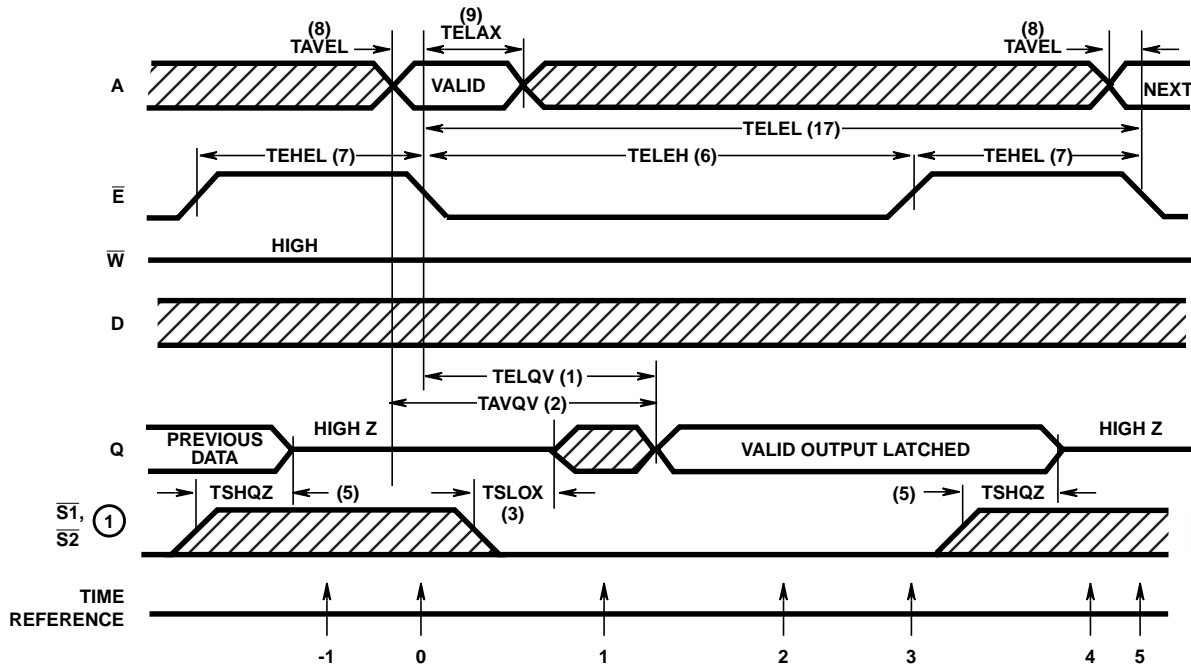 (8)
TAVEL
(9)
TELAX
(8)
TAVEL
A
VALID
NEXT
TELEL (17)
TEHEL (7)
TELEH (6)
TEHEL (7)
E
HIGH
W
D
TELQV (1)
TAVQV (2)
Q
PREVIOUS
DATA
HIGH Z
VALID OUTPUT LATCHED
HIGH Z
TSHQZ
(5)
TSLOX
(3)
(5)
TSHQZ
S1,
S2
1
TIME
REFERENCE
-1
0
1
2
3
4
5